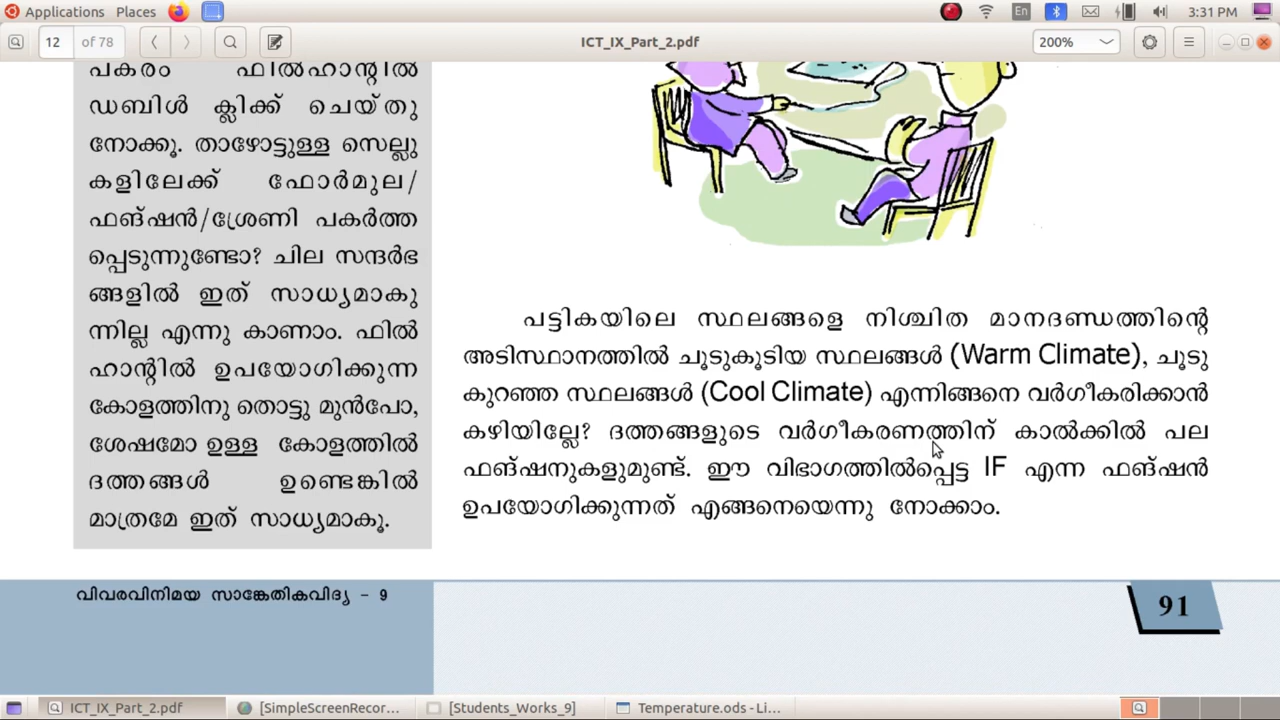 Applications Places En 3:31 PM
12 of 78 ICT_IX_Part_2.pdf 200%
പകരം ഫിൽഹാന്റിൽ
ഡബിൾ ക്ലിക്ക് ചെയ്തു
നോക്കൂ. താഴോട്ടുള്ള സെല്ലു
കളിലേക്ക് ഫോർമുല/
ഫങ്ഷൻ/ശ്രേണി പകർത്ത
പ്പെടുന്നുണ്ടോ? ചില സന്ദർഭ
ങ്ങളിൽ ഇത് സാധ്യമാകു
ന്നില്ല എന്നു കാണാം. ഫിൽ
ഹാന്റിൽ ഉപയോഗിക്കുന്ന
കോളത്തിനു തൊട്ടു മുൻപോ,
ശേഷമോ ഉള്ള കോളത്തിൽ
ദത്തങ്ങൾ ഉണ്ടെങ്കിൽ
മാത്രമേ ഇത് സാധ്യമാകൂ.
പട്ടികയിലെ സ്ഥലങ്ങളെ നിശ്ചിത മാനദണ്ഡത്തിന്റെ
അടിസ്ഥാനത്തിൽ ചൂടുകൂടിയ സ്ഥലങ്ങൾ (Warm Climate), ചൂടു
കുറഞ്ഞ സ്ഥലങ്ങൾ (Cool Climate) എന്നിങ്ങനെ വർഗീകരിക്കാൻ
കഴിയില്ലേ? ദത്തങ്ങളുടെ വർഗീകരണത്തിന് കാൽക്കിൽ പല
ഫങ്ഷനുകളുമുണ്ട്. ഈ വിഭാഗത്തിൽപ്പെട്ട IF എന്ന ഫങ്ഷൻ
ഉപയോഗിക്കുന്നത് എങ്ങനെയെന്നു നോക്കാം.
വിവരവിനിമയ സാങ്കേതികവിദ്യ - 9
91
ICT_IX_Part_2.pdf [SimpleScreenRecor... [Students_Works_9] Temperature.ods - Li...